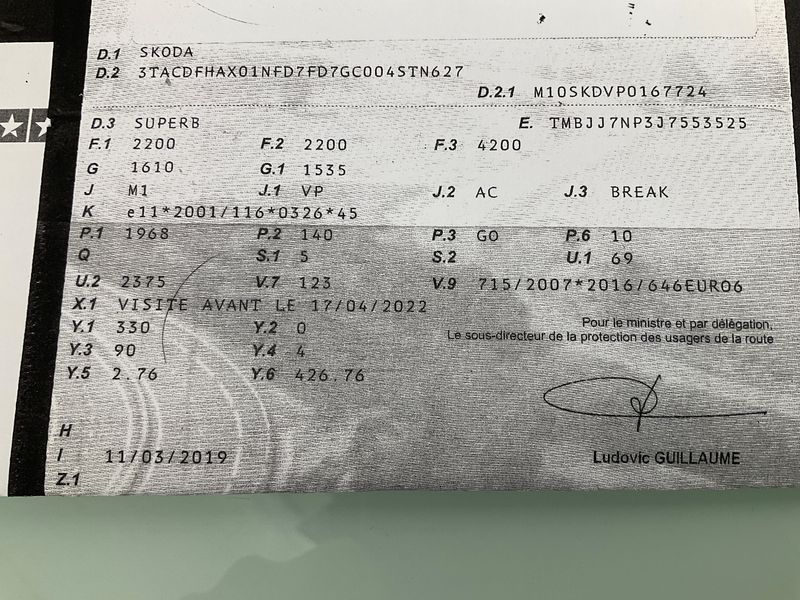 D.1 SKODA
D.2 3TACDFHAX01NFD7FD7GC004STN627
D.2.1 M10SKDVP0167724
D.3 SUPERB E. TMBJJ7NP3J7553525
F.1 2200 F.2 2200 F.3 4200
G 1610 G.1 1535
J M1 J.1 VP J.2 AC J.3 BREAK
K e11*2001/116*0326*45
P.1 1968 P.2 140 P.3 GO P.6 10
Q S.1 5 S.2 U.1 69
U.2 2375 V.7 123 V.9 715/2007*2016/646EURO6
X.1 VISITE AVANT LE 17/04/2022
Y.1 330 Y.2 0
Pour le ministre et par délégation,
Le sous-directeur de la protection des usagers de la route
Y.3 90 Y.4 4
Y.5 2.76 Y.6 426.76
H
I 11/03/2019
Ludovic GUILLAUME
Z.1